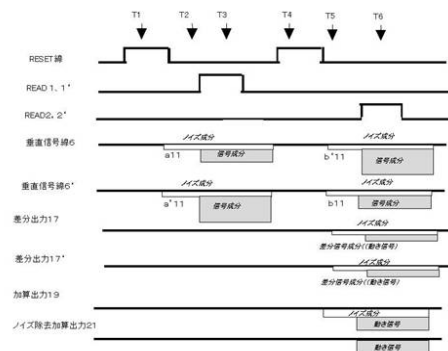 T1 T2 T3 T4 T5 T6
RESET線
READ1、1'
READ2、2'
垂直信号線6
ノイズ成分 ノイズ成分
a11 信号成分 b'11 信号成分
垂直信号線6'
ノイズ成分 ノイズ成分
a'11 信号成分 b11 信号成分
差分出力17
ノイズ成分
差分信号成分((動き信号)
差分出力17'
ノイズ成分
差分信号成分(動き信号)
加算出力19
ノイズ成分
動き信号
ノイズ除去加算出力21
動き信号